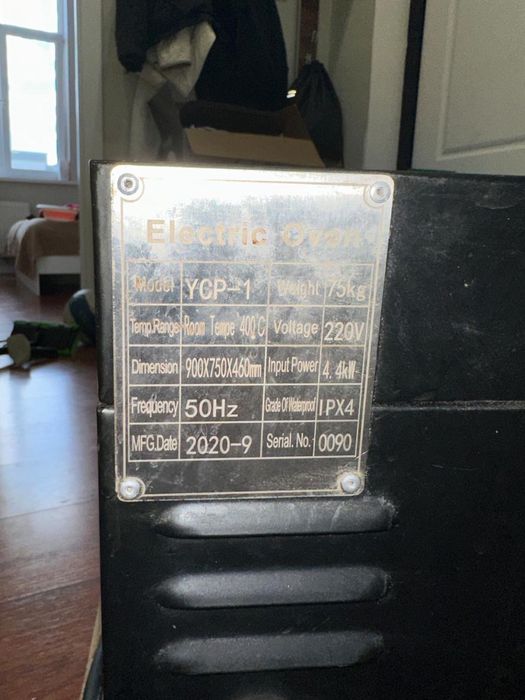 Electric Oven
Model YCP-1 Weight 75kg
Temp.Range Room Tempe 400°C Voltage 220V
Dimension 900X750X460mm Input Power 4.4kW
Frequency 50Hz Grade Of Waterproof IPX4
MFG.Date 2020-9 Serial. No. 0090